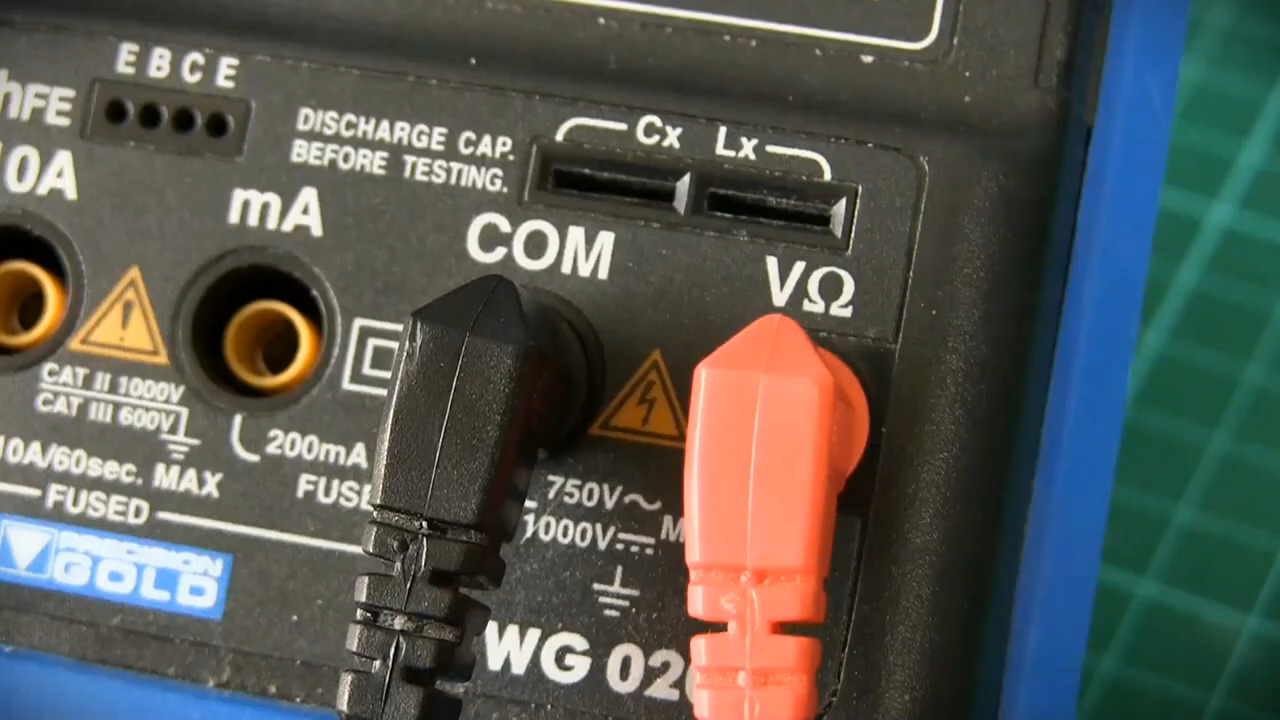 E B C E
hFE
DISCHARGE CAP.
BEFORE TESTING.
Cx Lx
10A
mA
COM
VΩ
CAT II 1000V
CAT III 600V
200mA
10A/60sec. MAX
FUSED
750V~
1000V
PRECISION
GOLD
WG